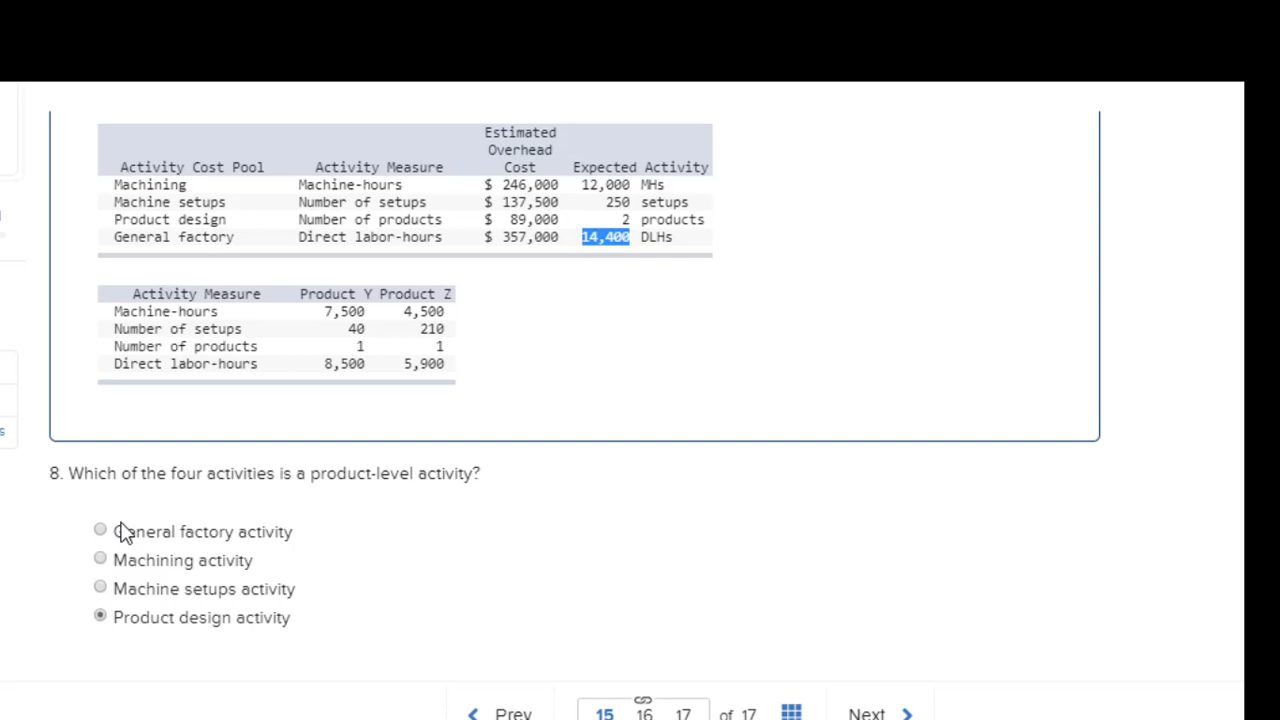 Estimated
Overhead
Activity Cost Pool Activity Measure Cost Expected Activity
Machining Machine-hours $ 246,000 12,000 MHs
Machine setups Number of setups $ 137,500 250 setups
Product design Number of products $ 89,000 2 products
General factory Direct labor-hours $ 357,000 14,400 DLHs
Activity Measure Product Y Product Z
Machine-hours 7,500 4,500
Number of setups 40 210
Number of products 1 1
Direct labor-hours 8,500 5,900
s
8. Which of the four activities is a product-level activity?
General factory activity
Machining activity
Machine setups activity
Product design activity
Prev 15 16 17 of 17 Next